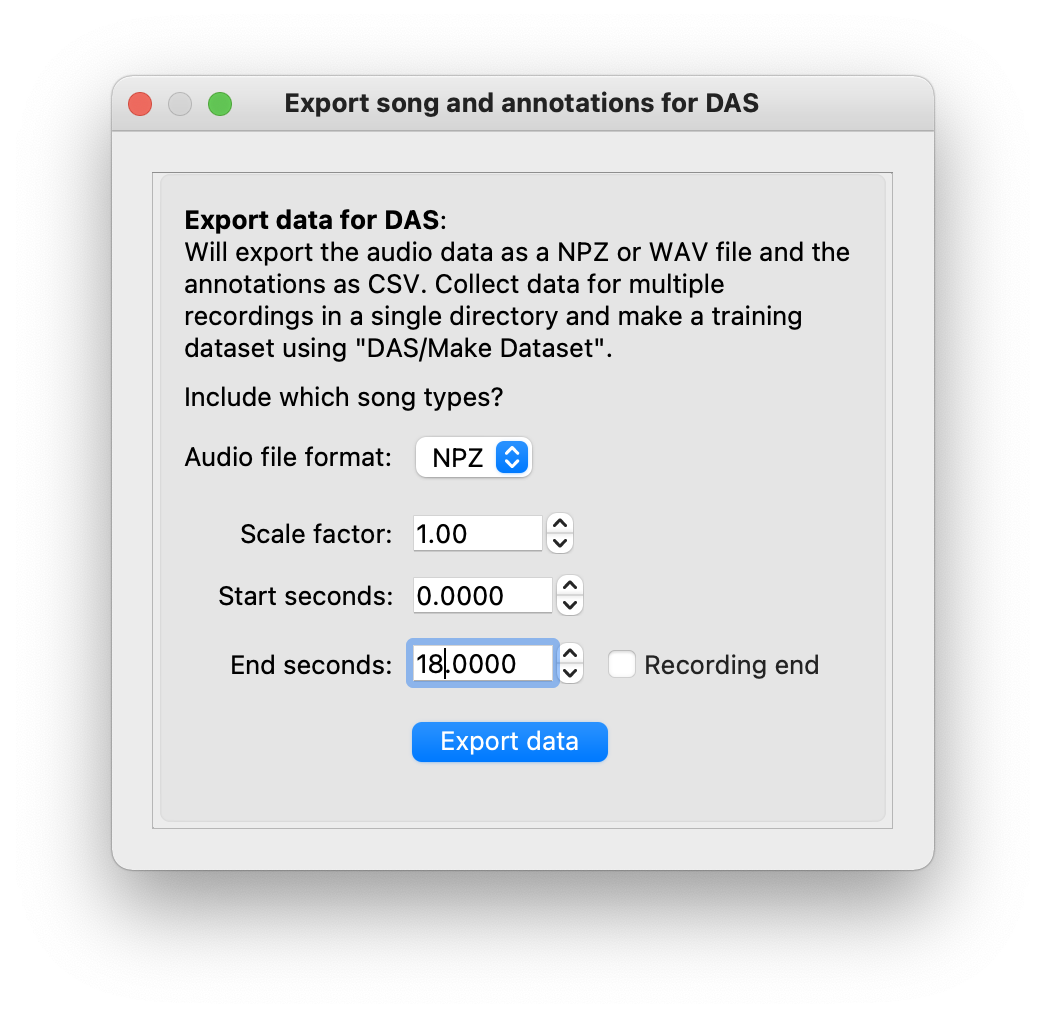 Export song and annotations for DAS
Export data for DAS:
Will export the audio data as a NPZ or WAV file and the
annotations as CSV. Collect data for multiple
recordings in a single directory and make a training
dataset using "DAS/Make Dataset".
Include which song types?
Audio file format: NPZ
Scale factor: 1.00
Start seconds: 0.0000
End seconds: 18.0000 Recording end
Export data